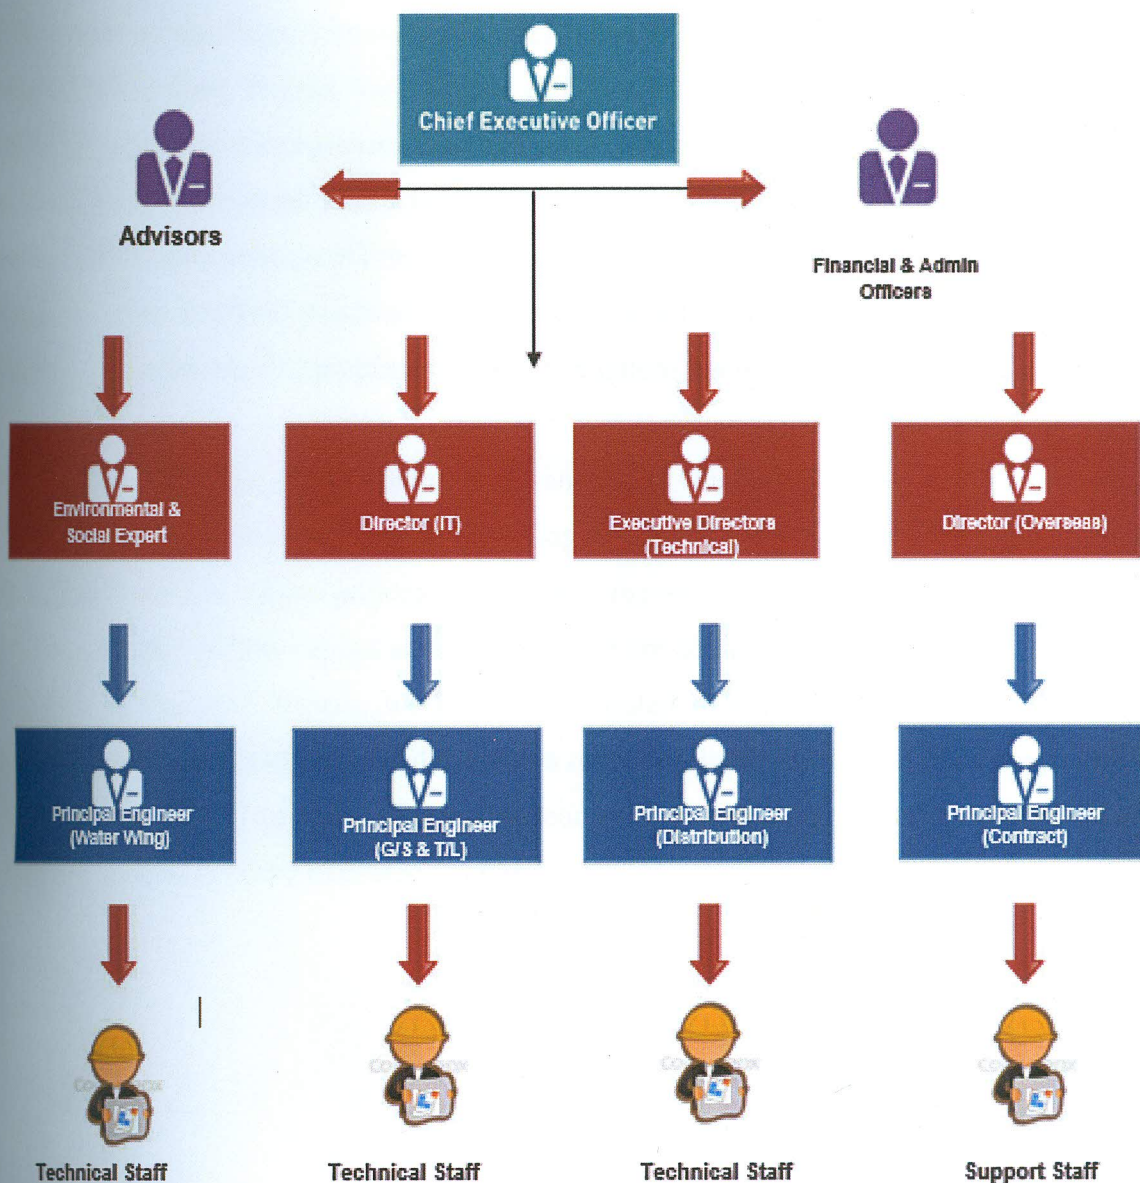 Chief Executive Officer
Advisors
Financial & Admin
Officers
Environmental &
Social Expert
Director (IT)
Executive Directors
(Technical)
Director (Overseas)
Principal Engineer
(Water Wing)
Principal Engineer
(G/S & T/L)
Principal Engineer
(Distribution)
Principal Engineer
(Contract)
Technical Staff
Technical Staff
Technical Staff
Support Staff